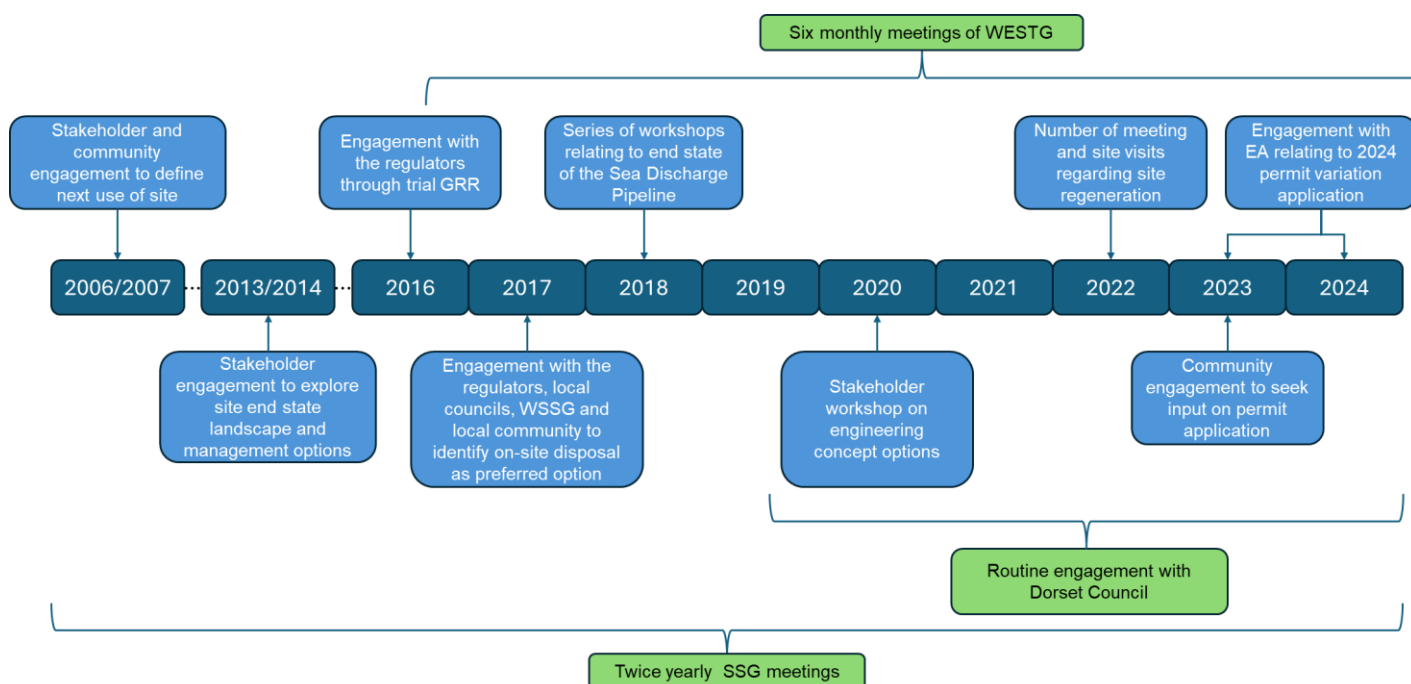 Six monthly meetings of WESTG
Stakeholder and
community
engagement to define
next use of site
Engagement with
the regulators
through trial GRR
Series of workshops
relating to end state
of the Sea Discharge
Pipeline
Number of meeting
and site visits
regarding site
regeneration
Engagement with
EA relating to 2024
permit variation
application
2006/2007
2013/2014
2016
2017
2018
2019
2020
2021
2022
2023
2024
Stakeholder
engagement to explore
site end state
landscape and
management options
Engagement with the
regulators, local
councils, WSSG and
local community to
identify on-site disposal
as preferred option
Stakeholder
workshop on
engineering
concept options
Community
engagement to seek
input on permit
application
Routine engagement with
Dorset Council
Twice yearly SSG meetings